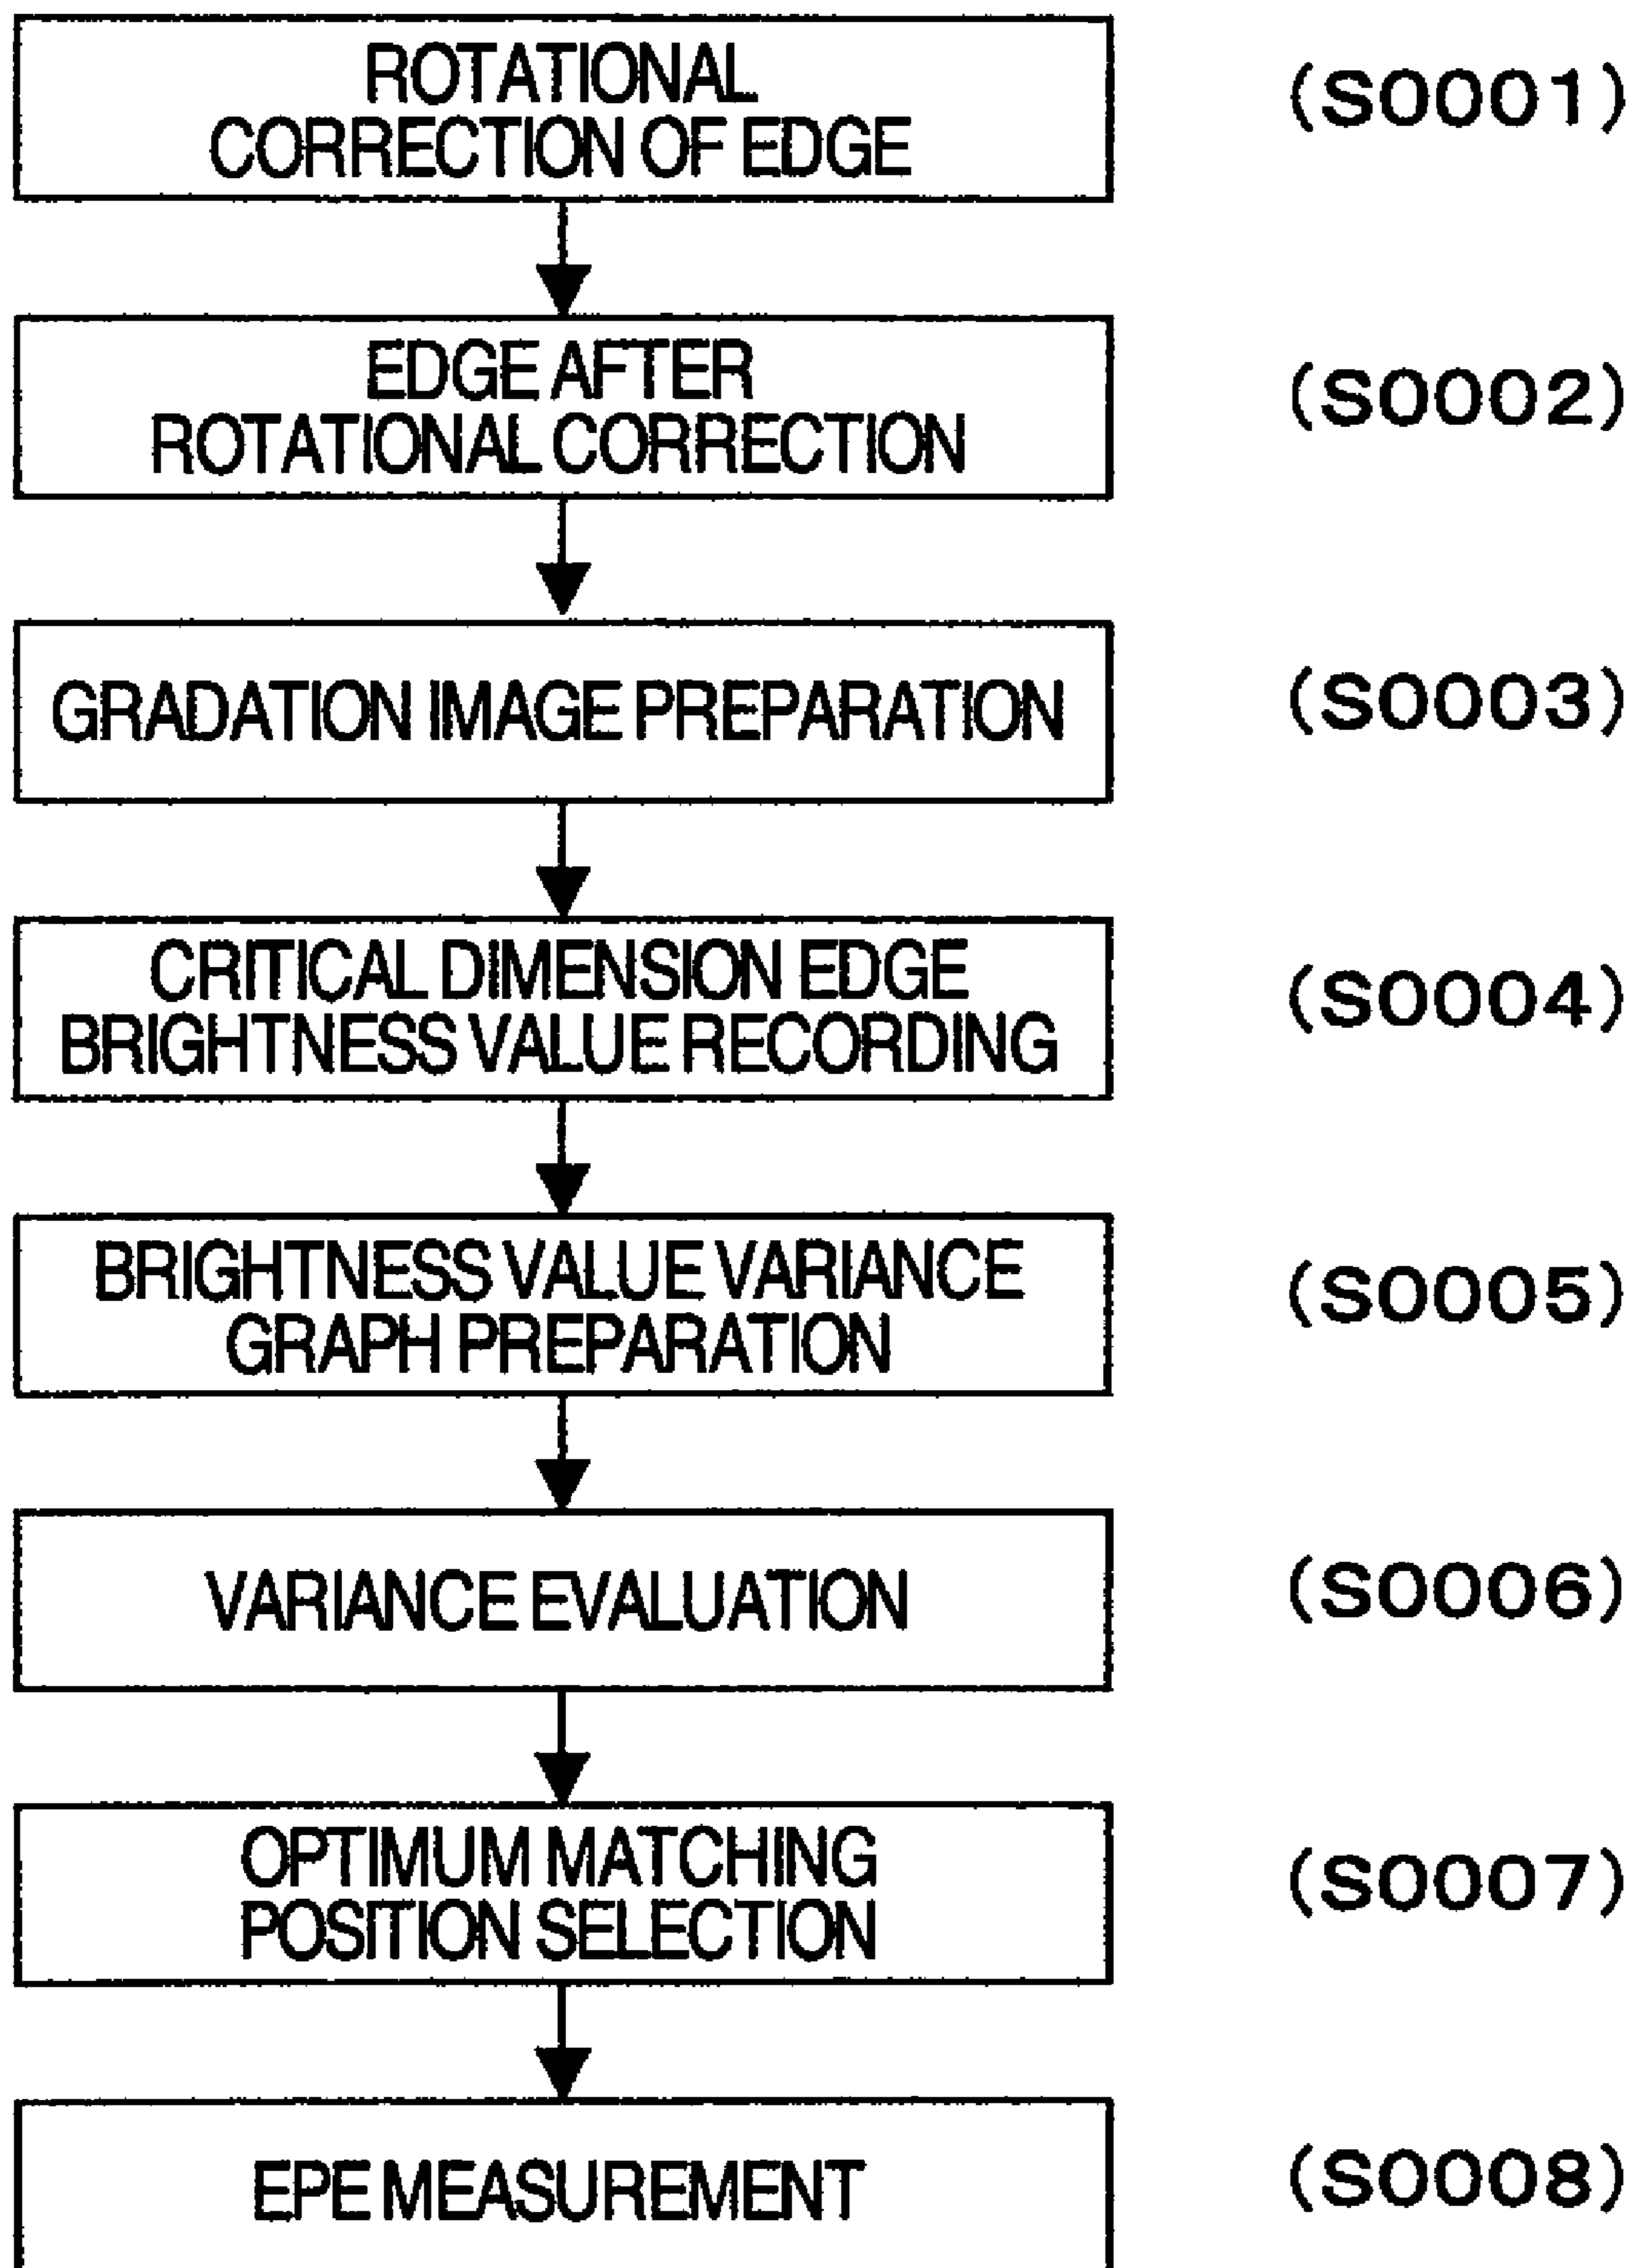 ROTATIONAL
CORRECTION OF EDGE
(S0001)
EDGE AFTER
ROTATIONAL CORRECTION
(S0002)
GRADATION IMAGE PREPARATION
(S0003)
CRITICAL DIMENSION EDGE
BRIGHTNESS VALUE RECORDING
(S0004)
BRIGHTNESS VALUE VARIANCE
GRAPH PREPARATION
(S0005)
VARIANCE EVALUATION
(S0006)
OPTIMUM MATCHING
POSITION SELECTION
(S0007)
EPE MEASUREMENT
(S0008)